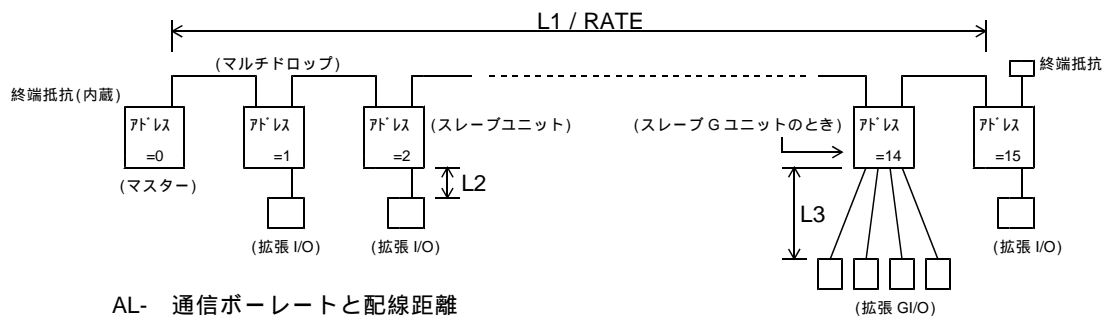 L1 / RATE
(マルチドロップ)
終端抵抗
終端抵抗(内蔵)
ｱﾄﾞﾚｽ
=0
ｱﾄﾞﾚｽ
=1
ｱﾄﾞﾚｽ
=2
(スレーブユニット)
(スレーブ G ユニットのとき)
ｱﾄﾞﾚｽ
=14
ｱﾄﾞﾚｽ
=15
(マスター)
L2
L3
(拡張 I/O)
(拡張 I/O)
(拡張 I/O)
(拡張 GI/O)
AL-　通信ボーレートと配線距離